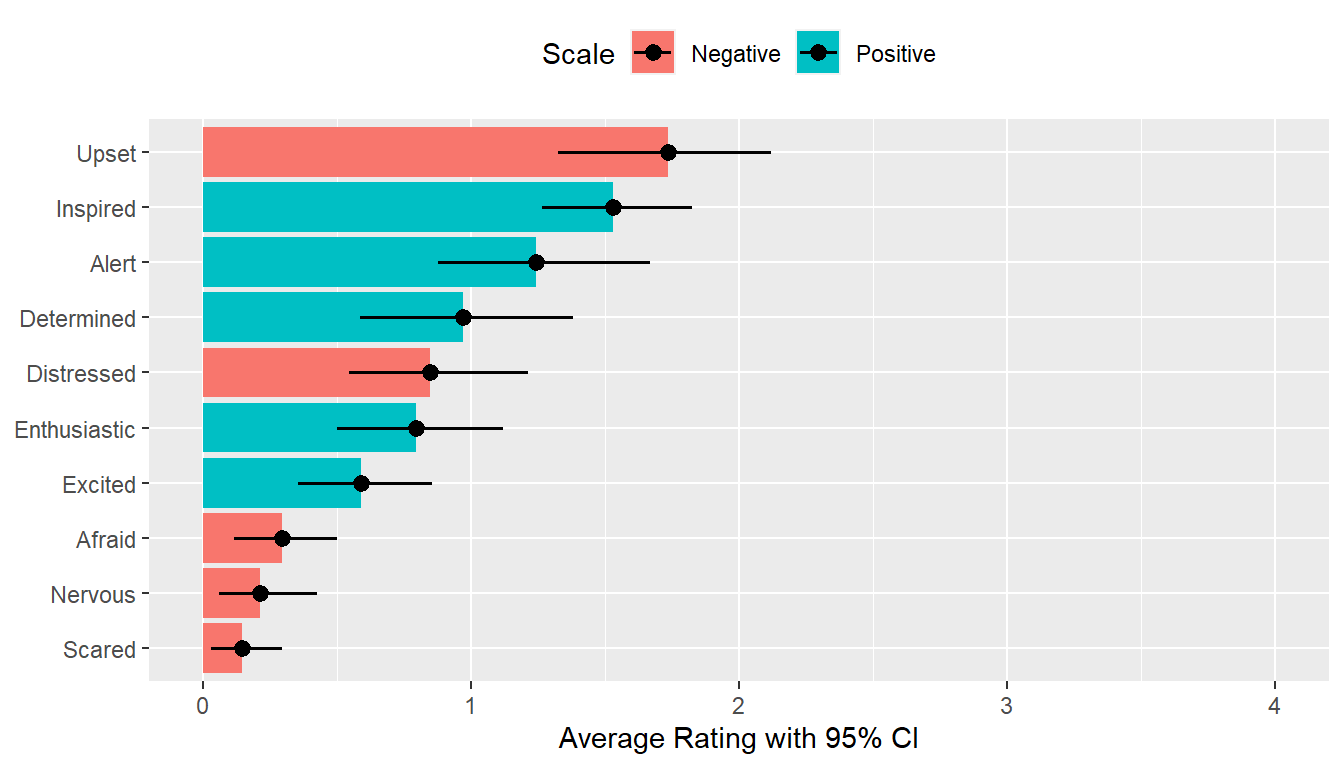 Scale Negative Positive
Upset
Inspired
Alert
Determined
Distressed
Enthusiastic
Excited
Afraid
Nervous
Scared
0 1 2 3 4
Average Rating with 95% CI